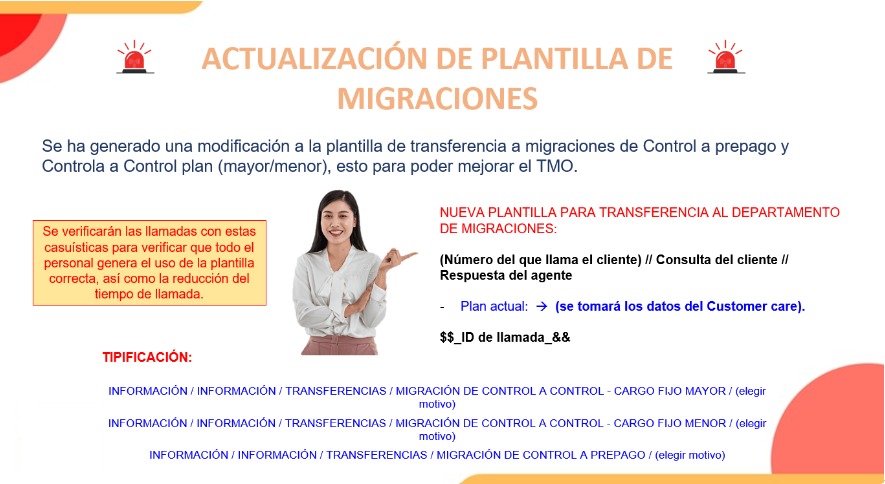 ACTUALIZACIÓN DE PLANTILLA DE
MIGRACIONES
Se ha generado una modificación a la plantilla de transferencia a migraciones de Control a prepago y
Controla a Control plan (mayor/menor), esto para poder mejorar el TMO.
Se verificarán las llamadas con estas
casuísticas para verificar que todo el
personal genera el uso de la plantilla
correcta, así como la reducción del
tiempo de llamada.
NUEVA PLANTILLA PARA TRANSFERENCIA AL DEPARTAMENTO
DE MIGRACIONES:
(Número del que llama el cliente) // Consulta del cliente //
Respuesta del agente
- Plan actual: → (se tomará los datos del Customer care).
$$_ID de llamada_&&
TIPIFICACIÓN:
INFORMACIÓN / INFORMACIÓN / TRANSFERENCIAS / MIGRACIÓN DE CONTROL A CONTROL - CARGO FIJO MAYOR / (elegir
motivo)
INFORMACIÓN / INFORMACIÓN / TRANSFERENCIAS / MIGRACIÓN DE CONTROL A CONTROL - CARGO FIJO MENOR / (elegir
motivo)
INFORMACIÓN / INFORMACIÓN / TRANSFERENCIAS / MIGRACIÓN DE CONTROL A PREPAGO / (elegir motivo)